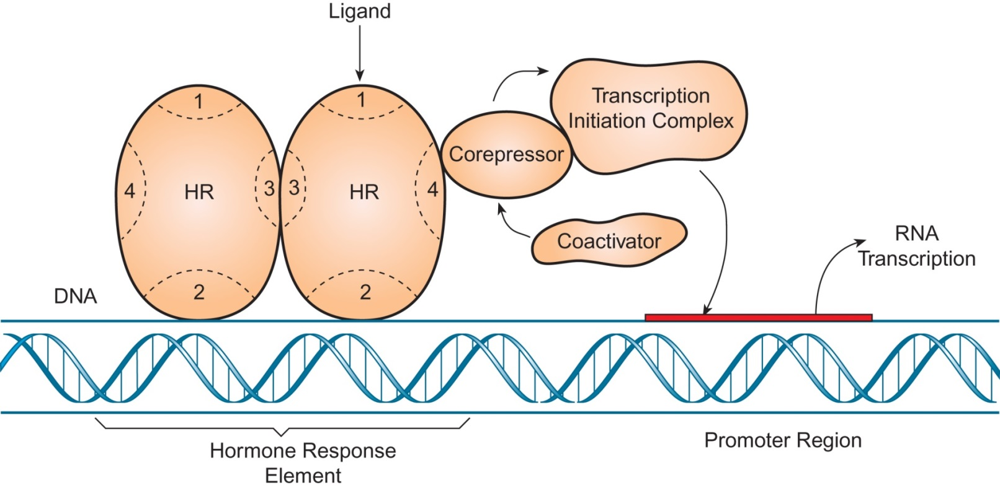 Ligand
1
1
Transcription
Initiation Complex
Corepressor
4
HR
3
3
HR
4
Coactivator
RNA
Transcription
DNA
2
2
Hormone Response
Element
Promoter Region